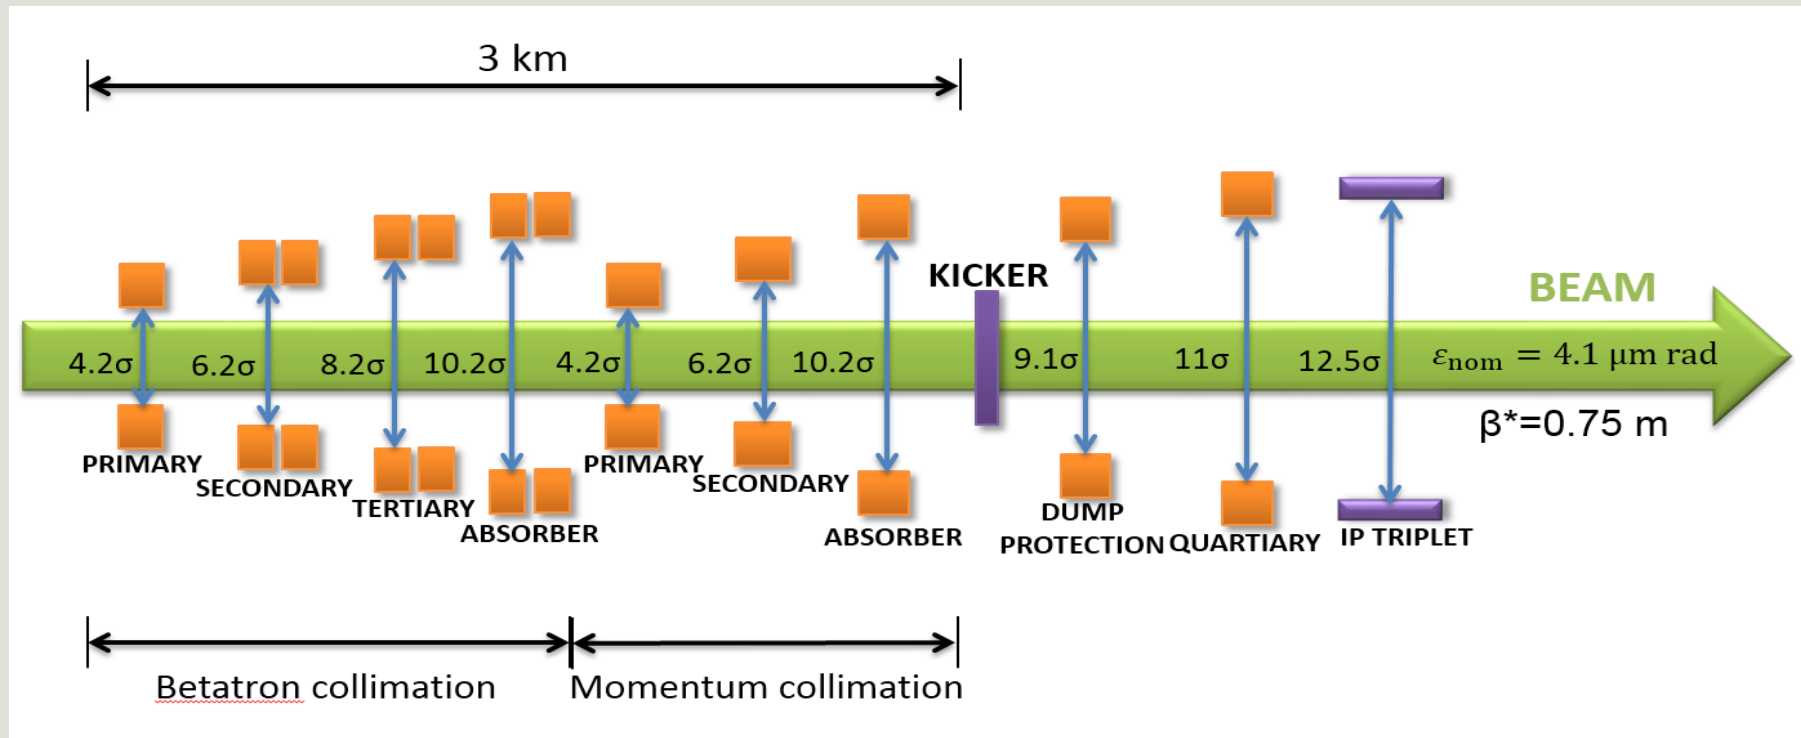 3 km
KICKER
BEAM
4.2σ
6.2σ
8.2σ
10.2σ
4.2σ
6.2σ
10.2σ
9.1σ
11σ
12.5σ
εnom = 4.1 μm rad
β*=0.75 m
PRIMARY
SECONDARY
TERTIARY
ABSORBER
PRIMARY
SECONDARY
ABSORBER
DUMP
PROTECTION
QUARTIARY
IP TRIPLET
Betatron collimation
Momentum collimation